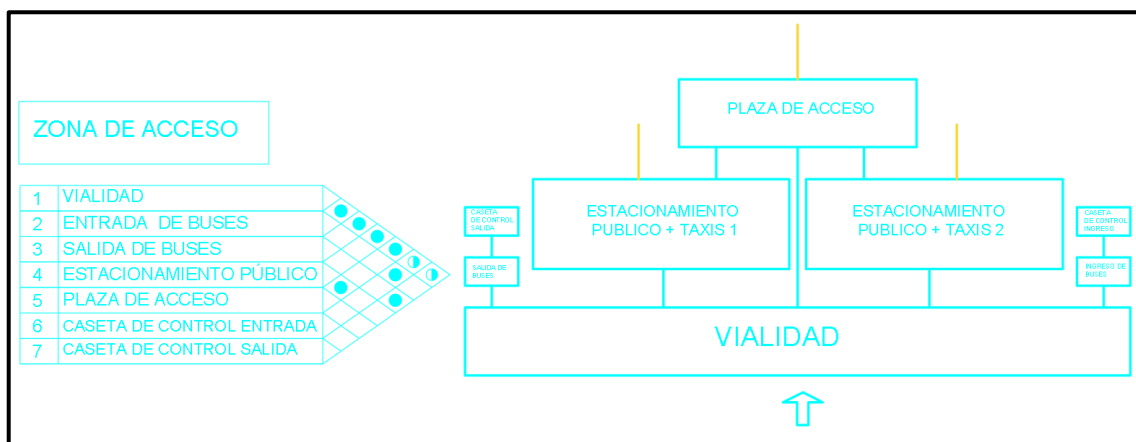 ZONA DE ACCESO
1 VIALIDAD
2 ENTRADA DE BUSES
3 SALIDA DE BUSES
4 ESTACIONAMIENTO PÚBLICO
5 PLAZA DE ACCESO
6 CASETA DE CONTROL ENTRADA
7 CASETA DE CONTROL SALIDA
PLAZA DE ACCESO
ESTACIONAMIENTO
PUBLICO + TAXIS 1
ESTACIONAMIENTO
PUBLICO + TAXIS 2
CASETA
DE CONTROL
SALIDA
SALIDA DE
BUSES
CASETA
DE CONTROL
INGRESO
INGRESO DE
BUSES
VIALIDAD